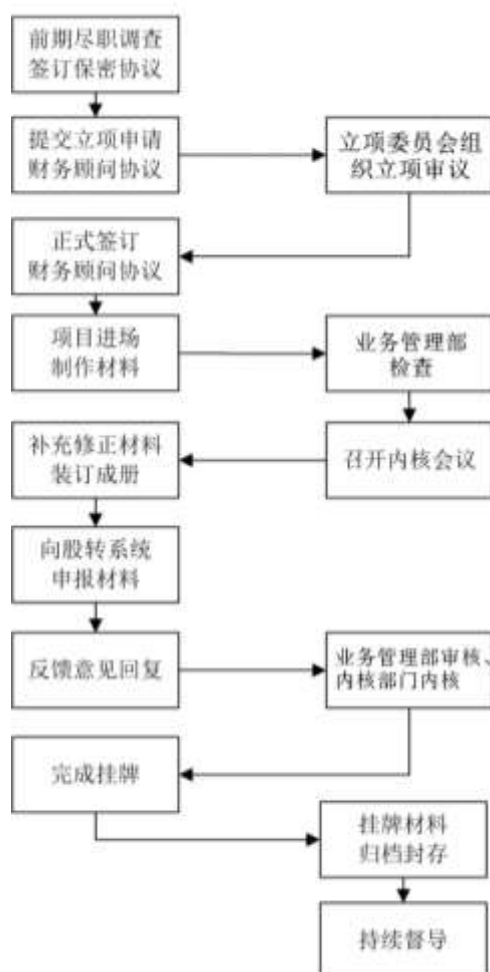 前期尽职调查
签订保密协议
提交立项申请
财务顾问协议
立项委员会组
织立项审议
正式签订
财务顾问协议
项目进场
制作材料
业务管理部
检查
补充修正材料
装订成册
召开内核会议
向股转系统
申报材料
反馈意见回复
业务管理部审核、
内核部门内核
完成挂牌
挂牌材料
归档封存
持续督导